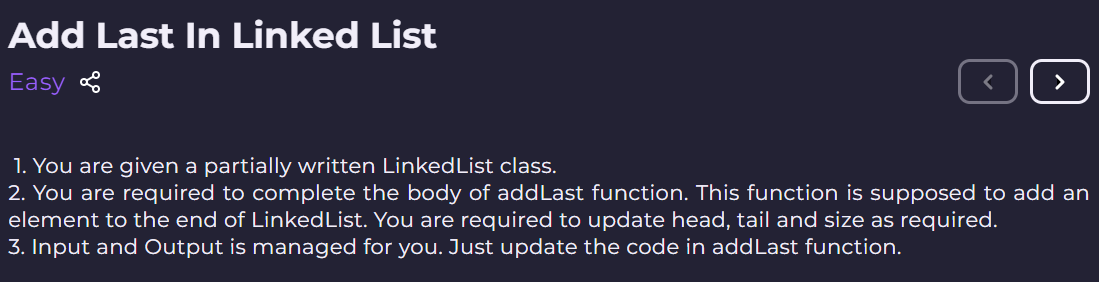 Add Last In Linked List
Easy
1. You are given a partially written LinkedList class.
2. You are required to complete the body of addLast function. This function is supposed to add an
element to the end of LinkedList. You are required to update head, tail and size as required.
3. Input and Output is managed for you. Just update the code in addLast function.